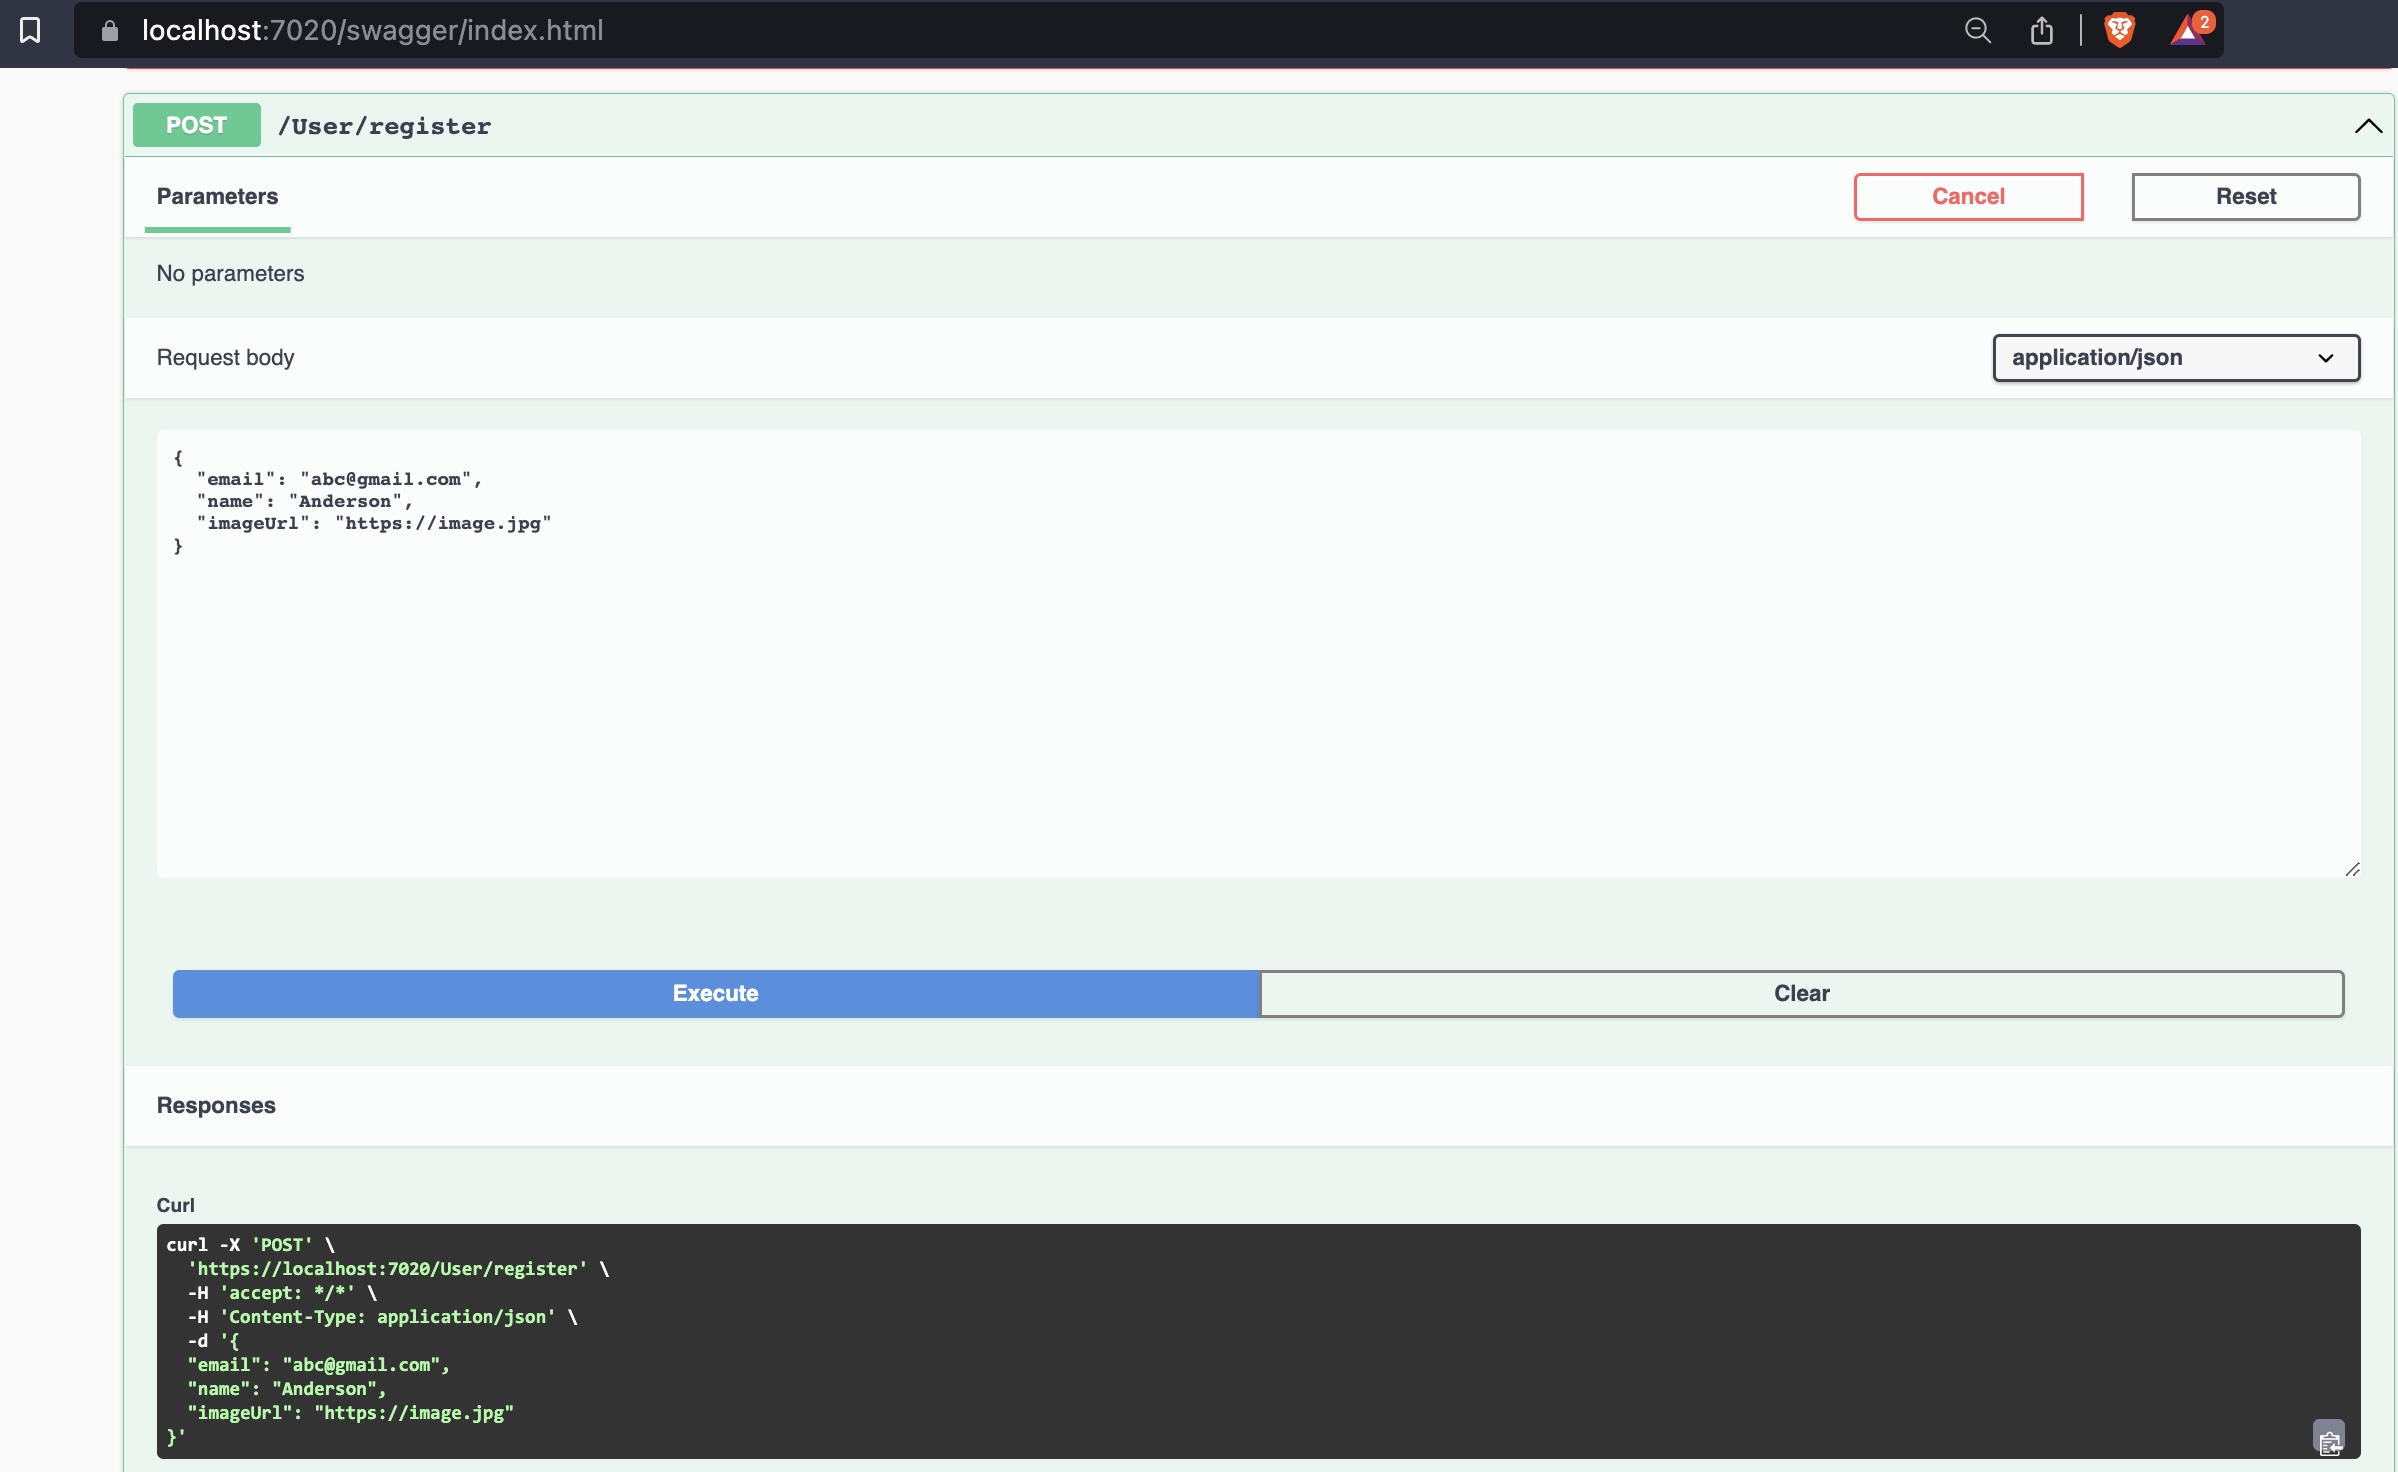 localhost:7020/swagger/index.html
2
POST /User/register
Parameters
Cancel
Reset
No parameters
Request body
application/json
{
"email": "abc@gmail.com",
"name": "Anderson",
"imageUrl": "https://image.jpg"
}
Execute
Clear
Responses
Curl
curl -X 'POST' \
'https://localhost:7020/User/register' \
-H 'accept: */*' \
-H 'Content-Type: application/json' \
-d '{
"email": "abc@gmail.com",
"name": "Anderson",
"imageUrl": "https://image.jpg"
}'